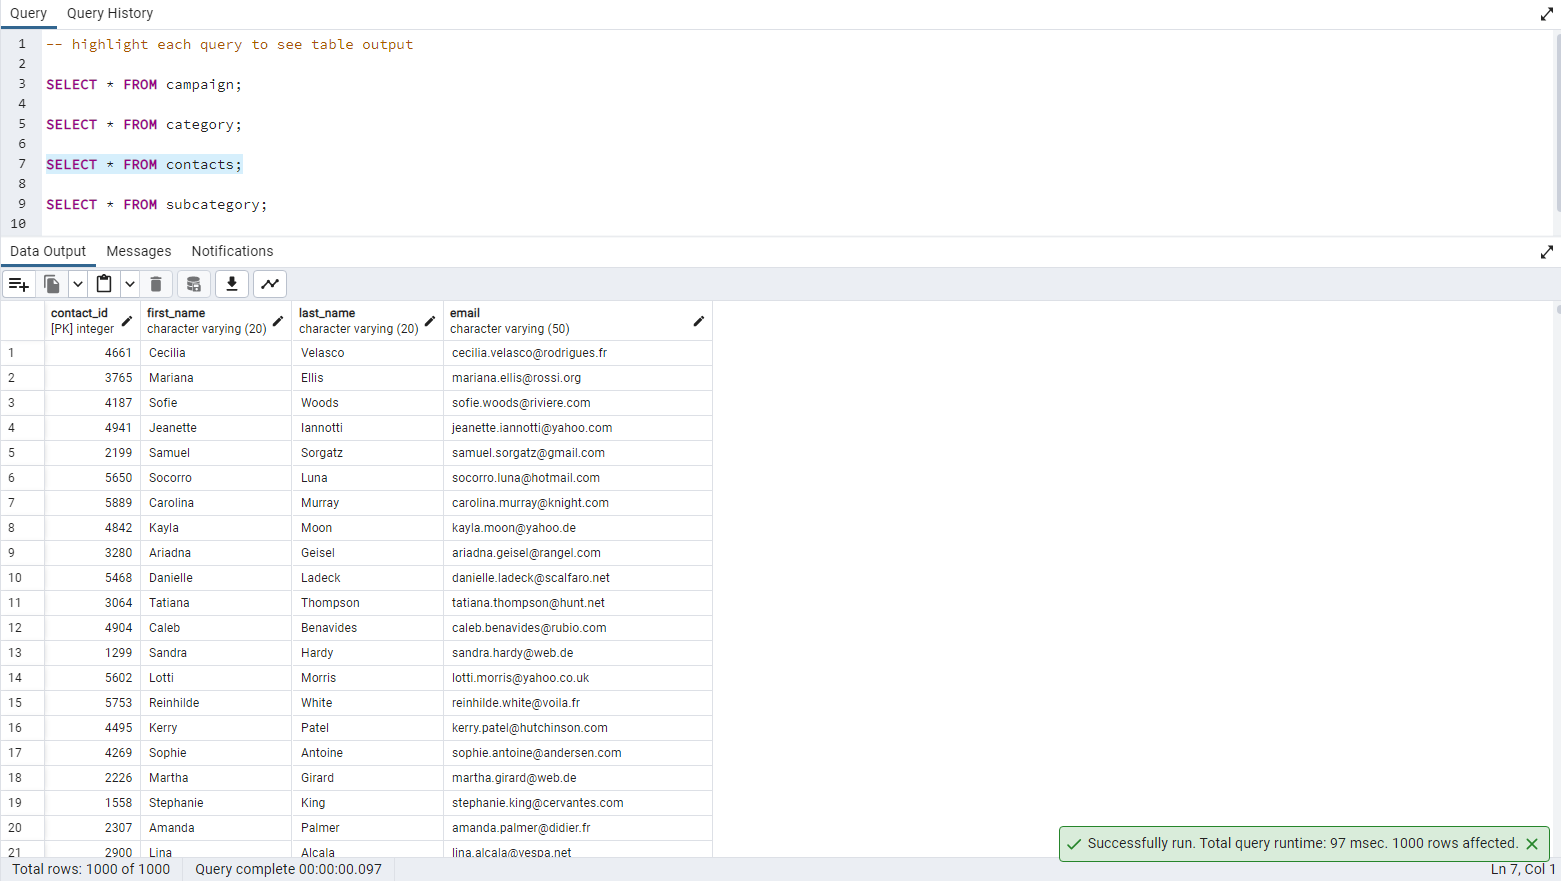 Query Query History
1 -- highlight each query to see table output
2
3 SELECT * FROM campaign;
4
5 SELECT * FROM category;
6
7 SELECT * FROM contacts;
8
9 SELECT * FROM subcategory;
10
Data Output Messages Notifications
contact_id first_name last_name email
[PK] integer character varying (20) character varying (20) character varying (50)
1 4661 Cecilia Velasco cecilia.velasco@rodrigues.fr
2 3765 Mariana Ellis mariana.ellis@rossi.org
3 4187 Sofie Woods sofie.woods@riviere.com
4 4941 Jeanette Iannotti jeanette.iannotti@yahoo.com
5 2199 Samuel Sorgatz samuel.sorgatz@gmail.com
6 5650 Socorro Luna socorro.luna@hotmail.com
7 5889 Carolina Murray carolina.murray@knight.com
8 4842 Kayla Moon kayla.moon@yahoo.de
9 3280 Ariadna Geisel ariadna.geisel@rangel.com
10 5468 Danielle Ladeck danielle.ladeck@scalfaro.net
11 3064 Tatiana Thompson tatiana.thompson@hunt.net
12 4904 Caleb Benavides caleb.benavides@rubio.com
13 1299 Sandra Hardy sandra.hardy@web.de
14 5602 Lotti Morris lotti.morris@yahoo.co.uk
15 5753 Reinhilde White reinhilde.white@voila.fr
16 4495 Kerry Patel kerry.patel@hutchinson.com
17 4269 Sophie Antoine sophie.antoine@andersen.com
18 2226 Martha Girard martha.girard@web.de
19 1558 Stephanie King stephanie.king@cervantes.com
20 2307 Amanda Palmer amanda.palmer@didier.fr
21 2900 Lina Alcala lina.alcala@vespa.net
Successfully run. Total query runtime: 97 msec. 1000 rows affected.
Total rows: 1000 of 1000 Query complete 00:00:00.097 Ln 7, Col 1